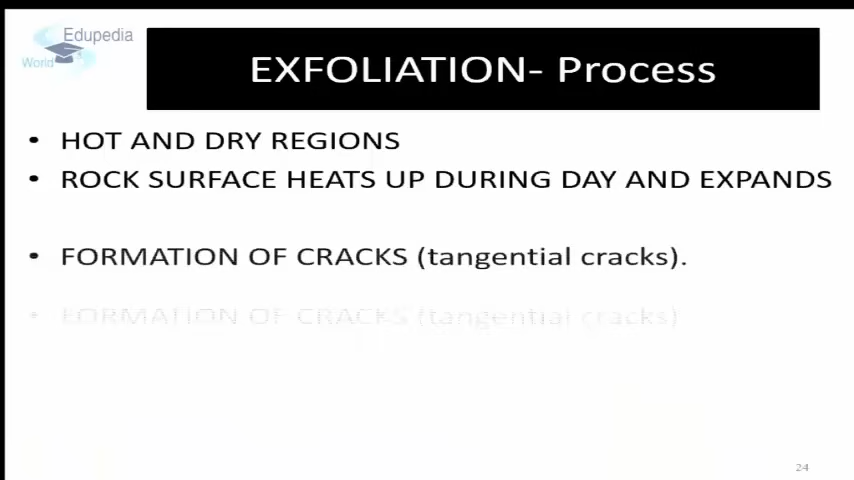 Edupedia
World
EXFOLIATION- Process
• HOT AND DRY REGIONS
• ROCK SURFACE HEATS UP DURING DAY AND EXPANDS
• FORMATION OF CRACKS (tangential cracks).
• FORMATION OF CRACKS (tangential cracks)
24